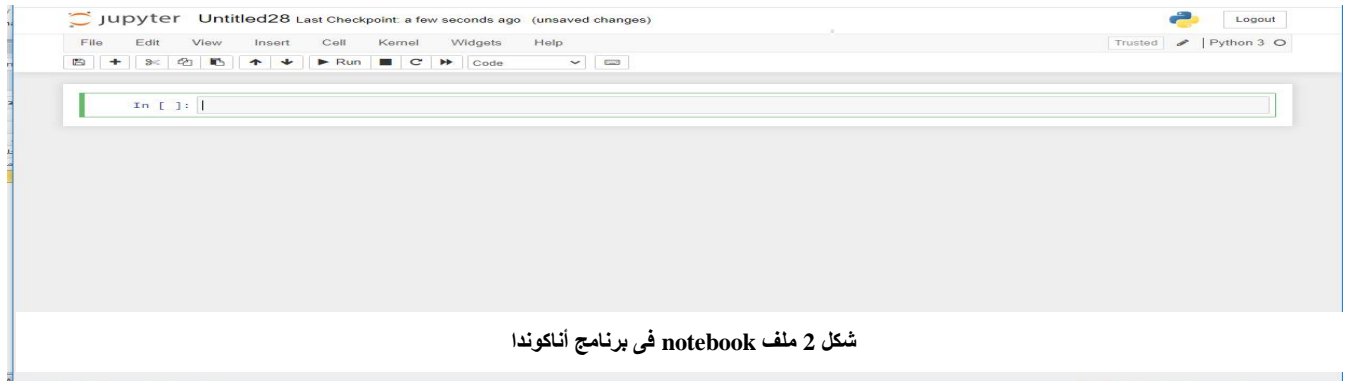 jupyter Untitled28 Last Checkpoint: a few seconds ago (unsaved changes) Logout
File Edit View Insert Cell Kernel Widgets Help Trusted Python 3
Run Code
In [ ]:
شكل 2 ملف notebook فى برنامج أناكوندا